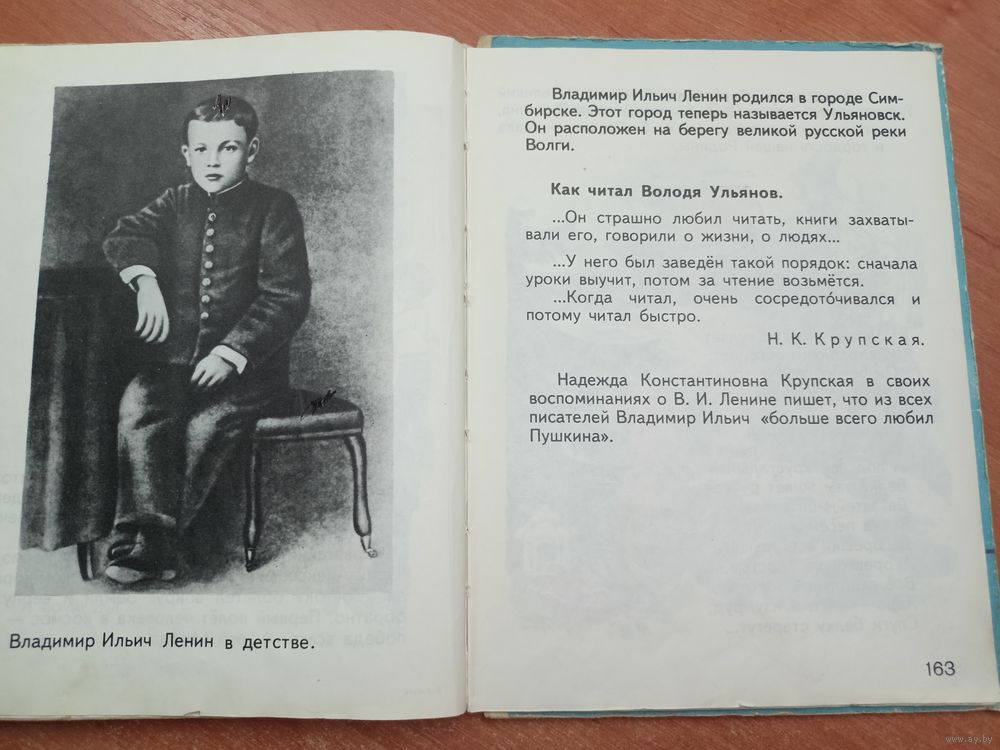 Владимир Ильич Ленин в детстве.
Владимир Ильич Ленин родился в городе Сим-
бирске. Этот город теперь называется Ульяновск.
Он расположен на берегу великой русской реки
Волги.
Как читал Володя Ульянов.
...Он страшно любил читать, книги захваты-
вали его, говорили о жизни, о людях...
...У него был заведён такой порядок: сначала
уроки выучит, потом за чтение возьмётся.
...Когда читал, очень сосредото́чивался и
потому читал быстро.
Н. К. Крупская.
Надежда Константиновна Крупская в своих
воспоминаниях о В. И. Ленине пишет, что из всех
писателей Владимир Ильич «больше всего любил
Пушкина».
163
www.ay.by